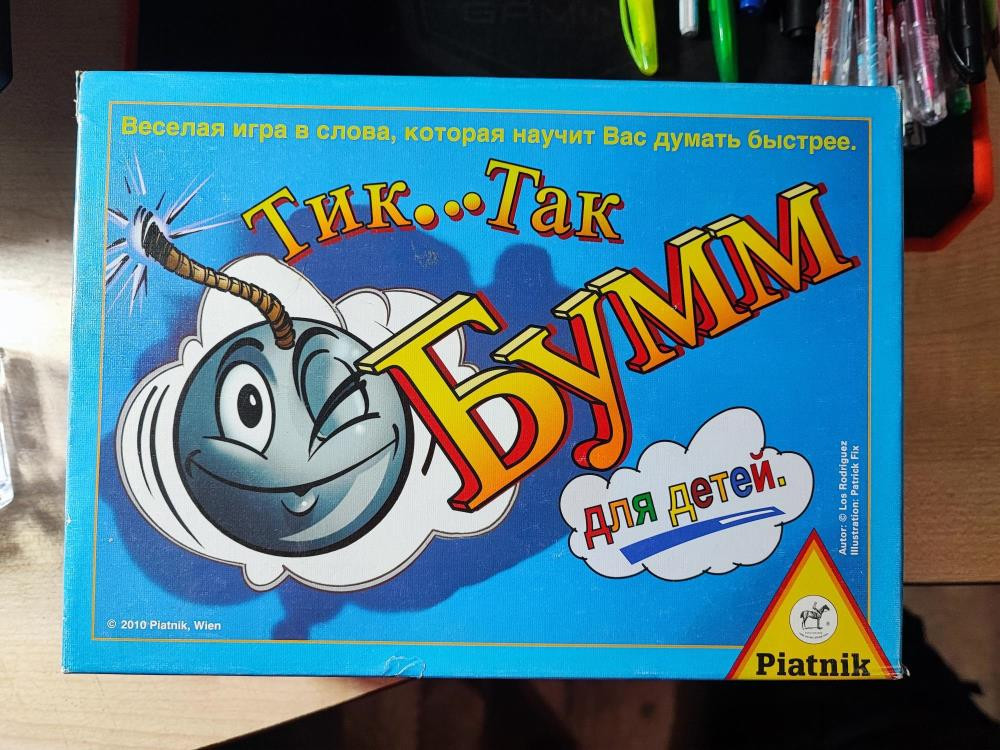 Веселая игра в слова, которая научит Вас думать быстрее.
Тик...Так
Бумм
для детей.
Autor: © Los Rodriguez
Illustration: Patrick Fix
© 2010 Piatnik, Wien
Piatnik